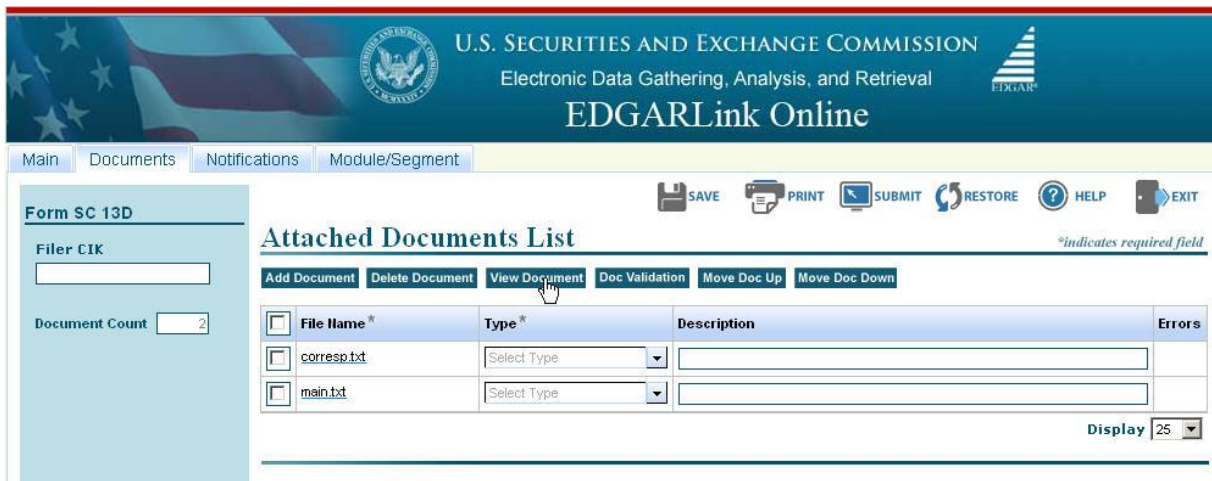 U.S. SECURITIES AND EXCHANGE COMMISSION
Electronic Data Gathering, Analysis, and Retrieval
EDGAR®
EDGARLink Online
Main Documents Notifications Module/Segment
SAVE PRINT SUBMIT RESTORE ? HELP EXIT
Form SC 13D
Attached Documents List
*indicates required field
Filer CIK
Add Document Delete Document View Document Doc Validation Move Doc Up Move Doc Down
Document Count 2
File Name* Type* Description Errors
corresp.txt Select Type
main.txt Select Type
Display 25